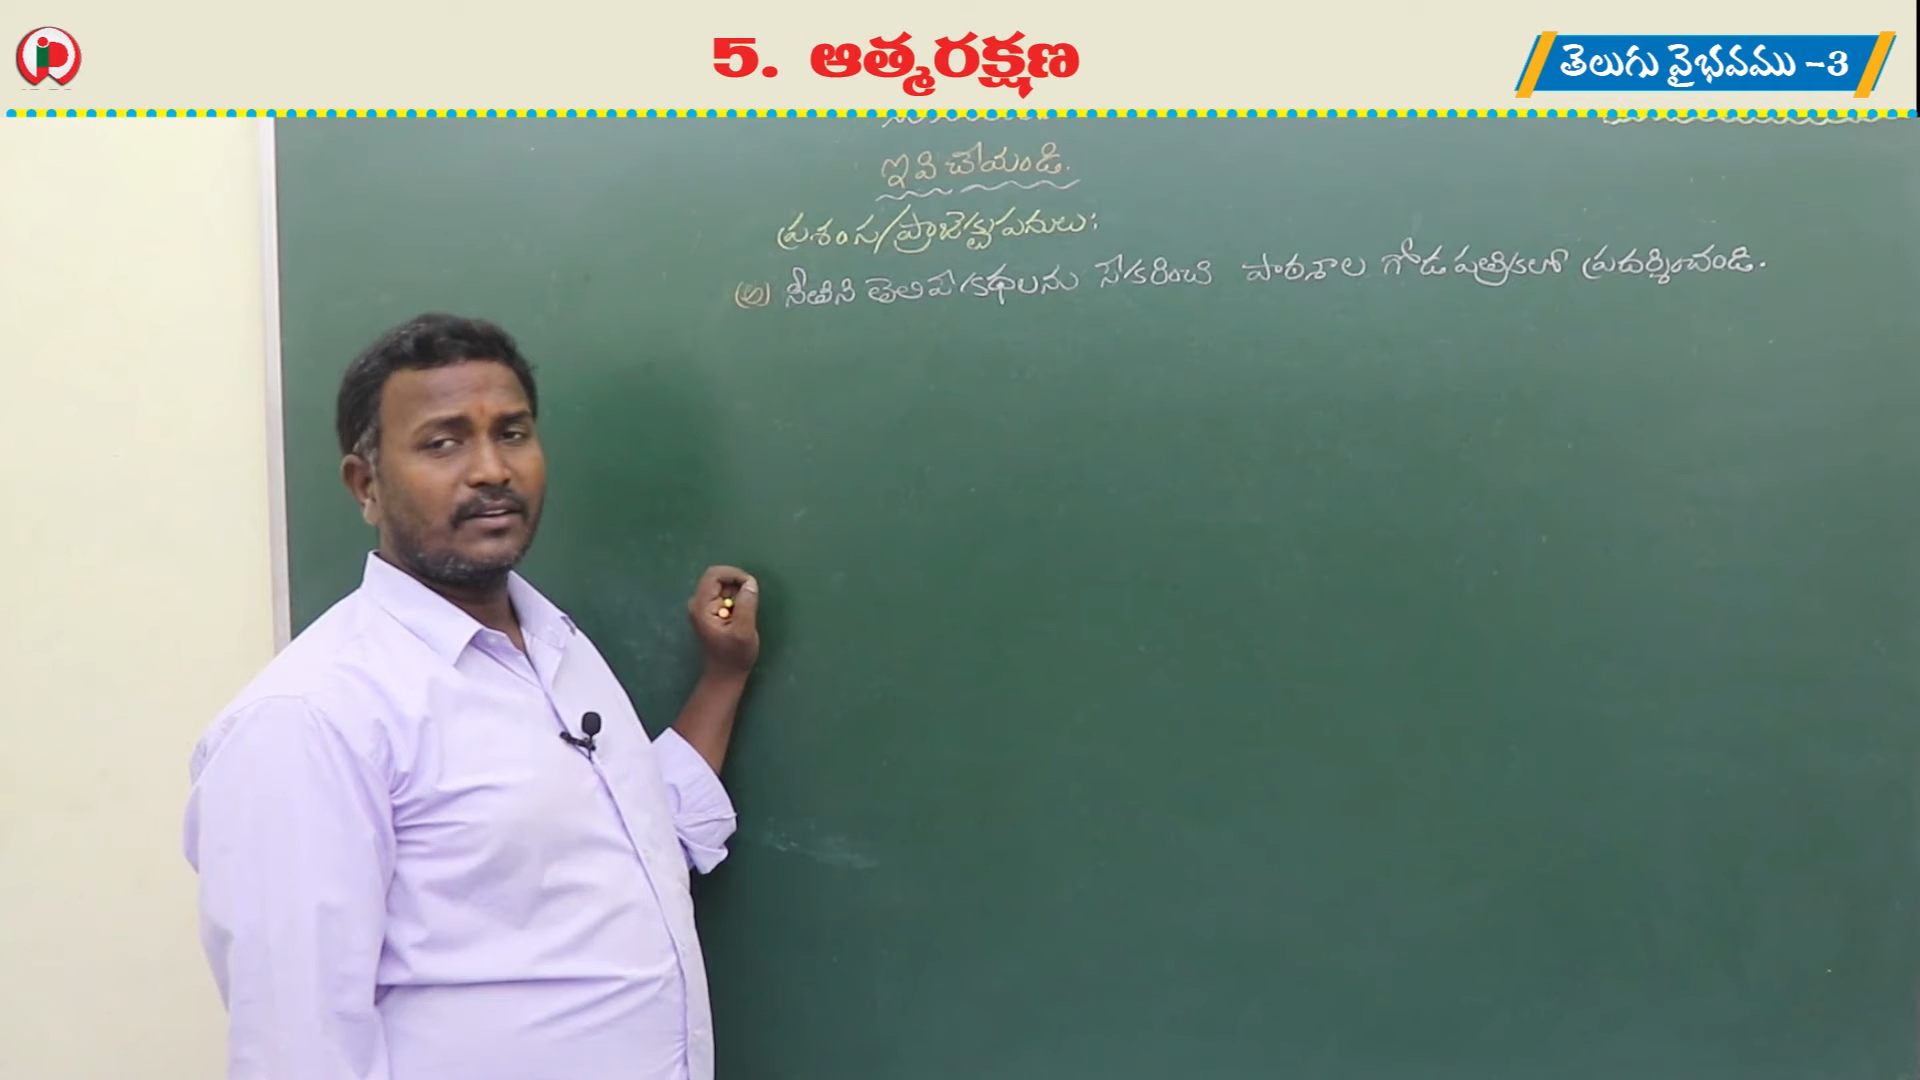 5. ఆత్మరక్షణ
తెలుగు వైభవము -3
ఇవి చేయండి.
ప్రశంస/ప్రాజెక్టుపనులు:
(అ) నీతిని తెలిపే కథలను సేకరించి పాఠశాల గోడ పత్రికలో ప్రదర్శించండి.